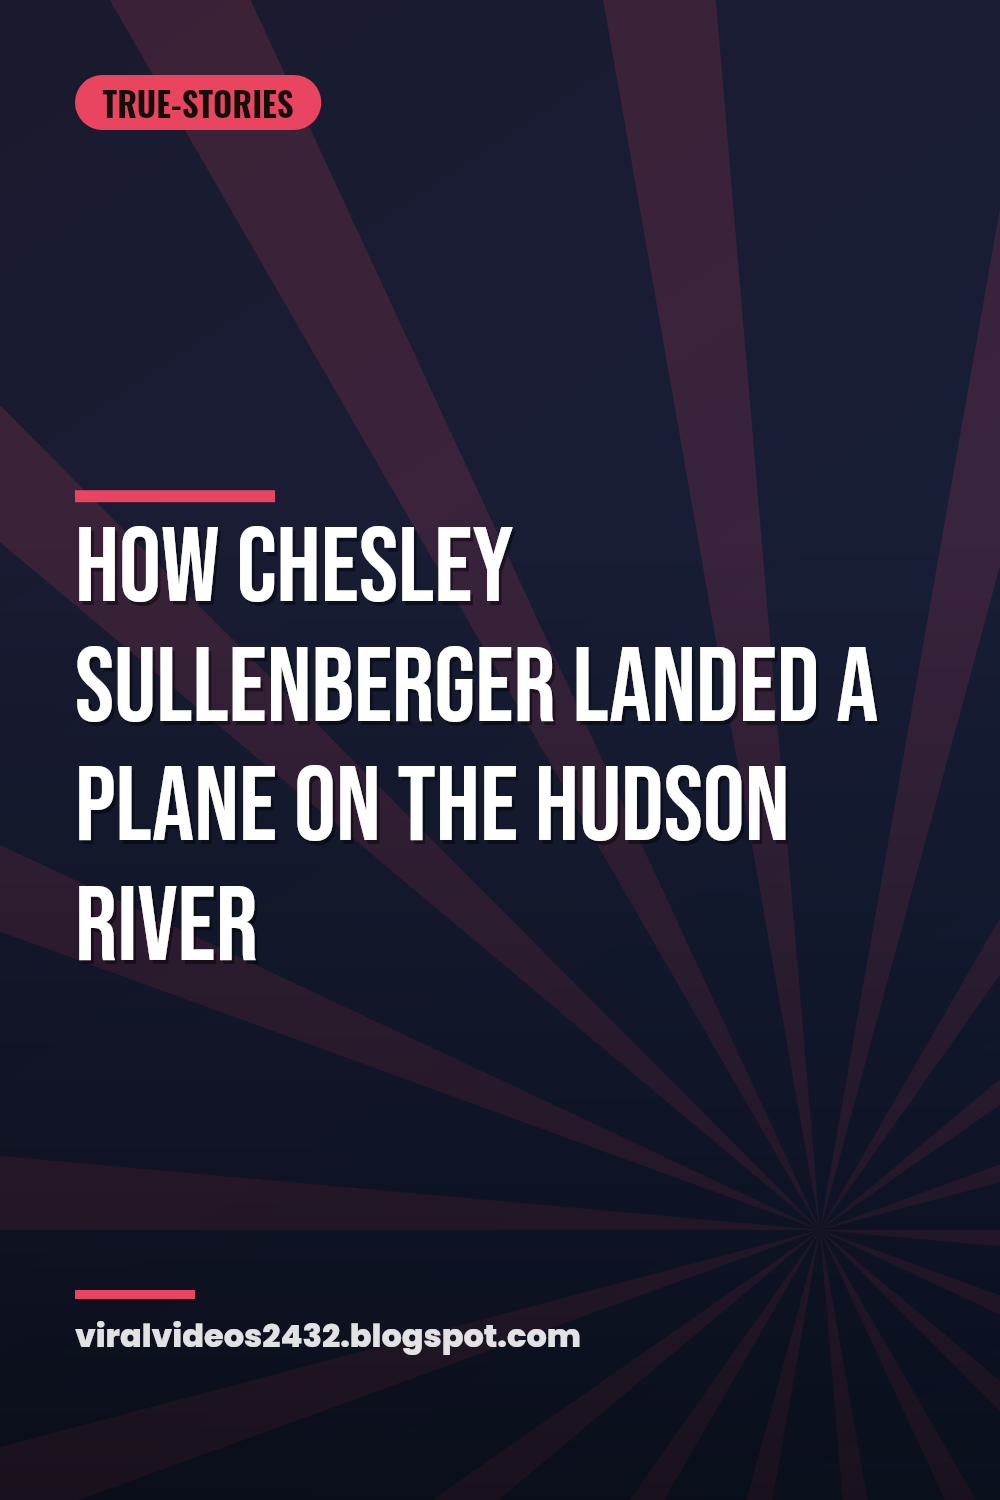 TRUE-STORIES
HOW CHESLEY
SULLENBERGER LANDED A
PLANE ON THE HUDSON
RIVER
viralvideos2432.blogspot.com